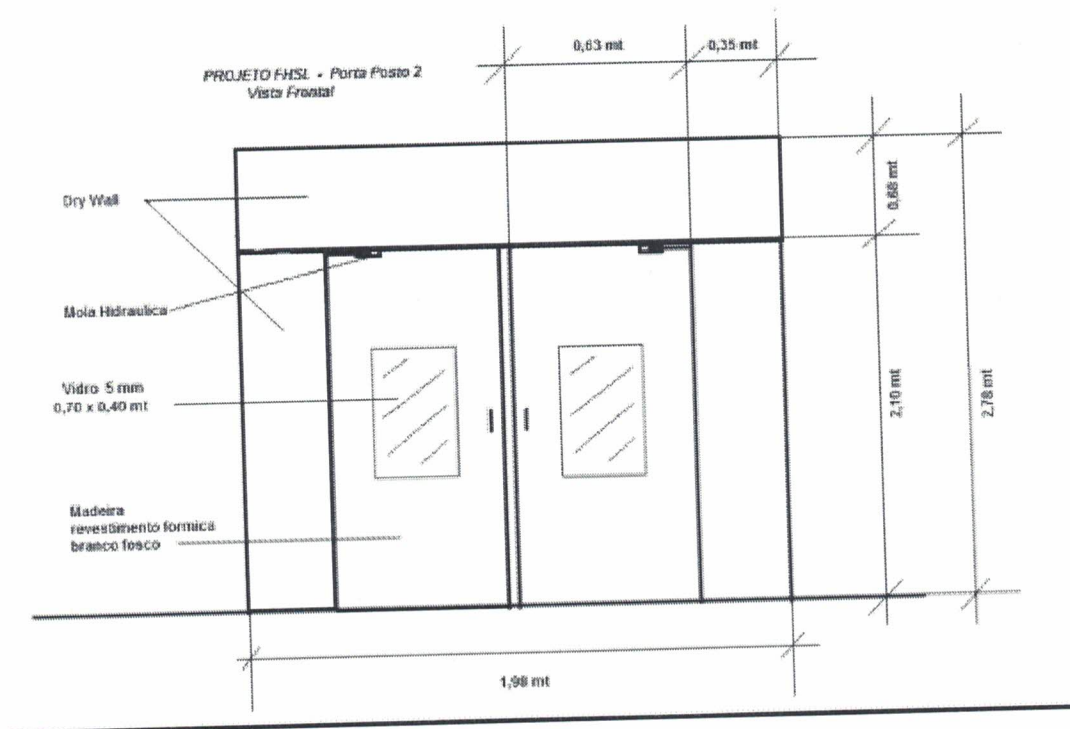 PROJETO FHSL - Porta Posto 2
Vista Frontal
0,63 mt
0,35 mt
Dry Wall
0,68 mt
Mola Hidraulica
Vidro 5 mm
0,70 x 0,40 mt
2,10 mt
2,78 mt
Madeira
revestimento formica
branco fosco
1,98 mt